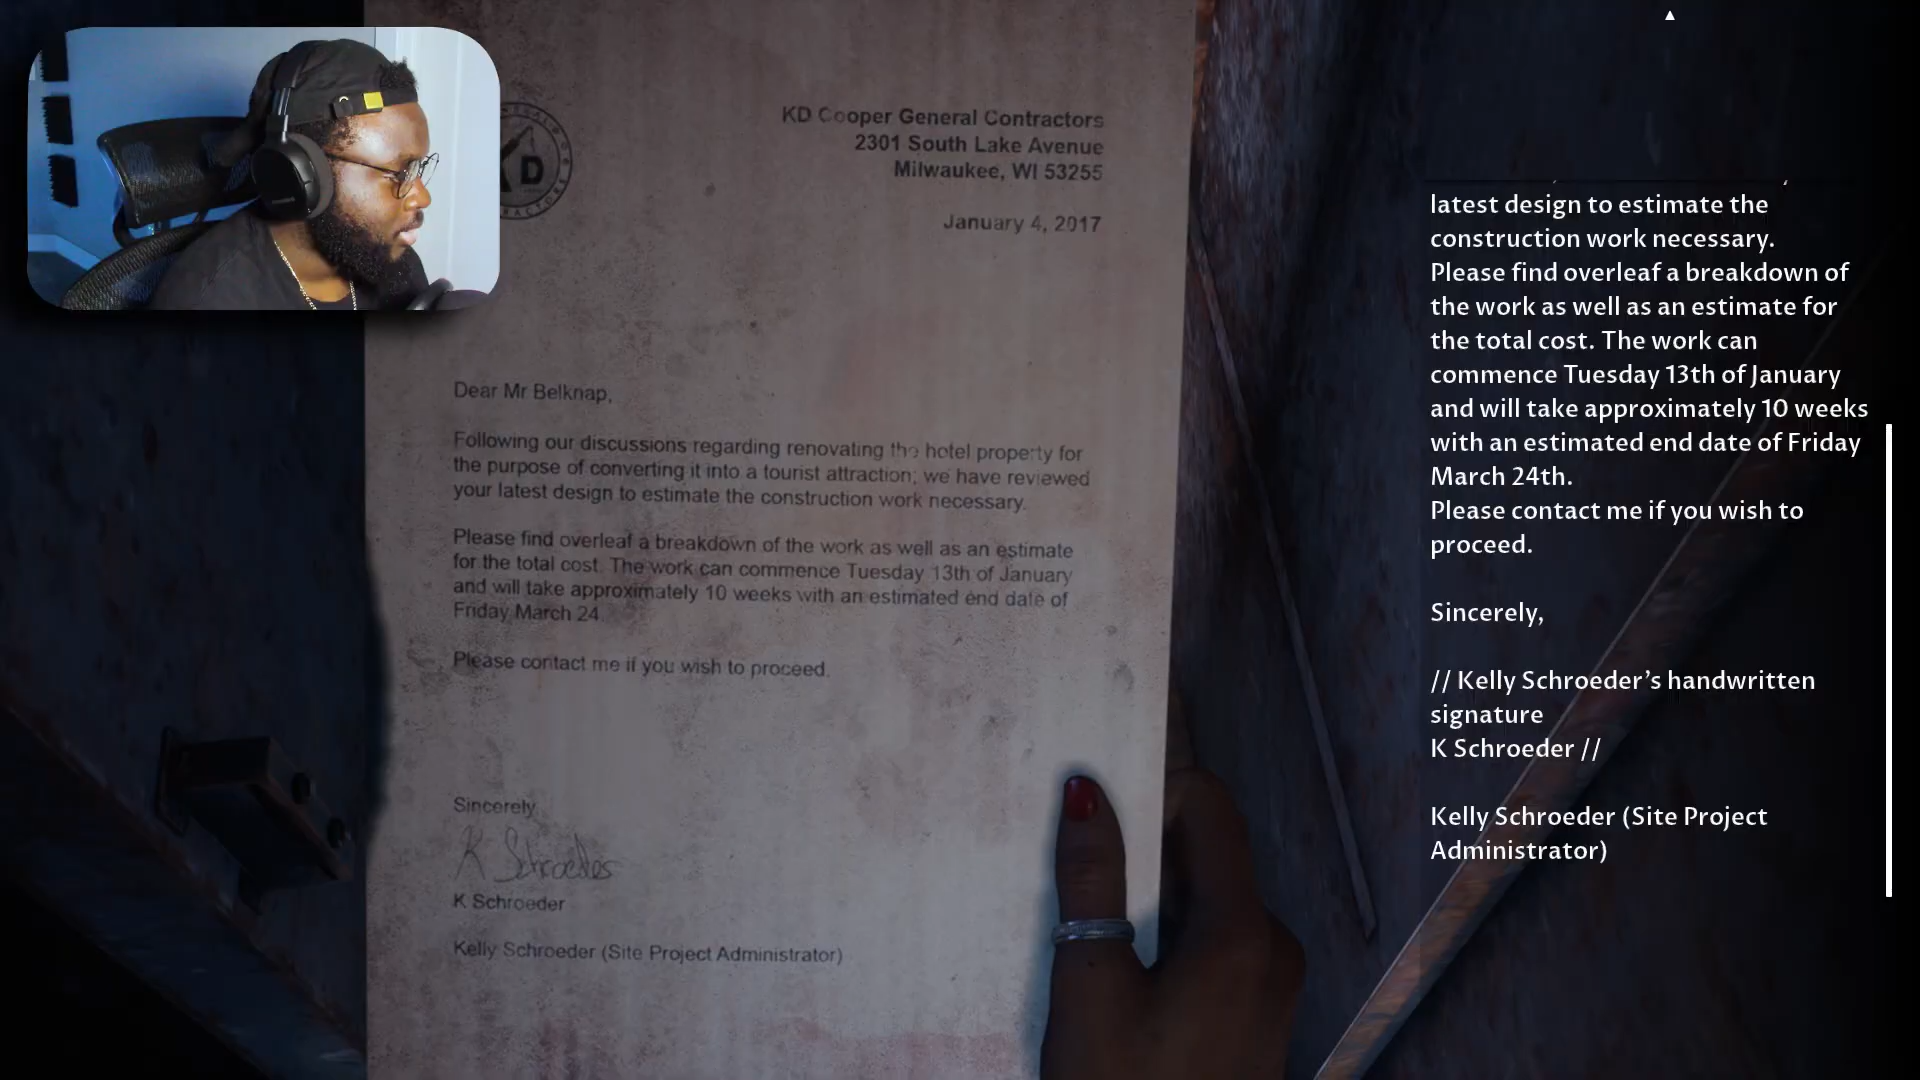 KD
KD Cooper General Contractors
2301 South Lake Avenue
Milwaukee, WI 53255
January 4, 2017
Dear Mr Belknap,
Following our discussions regarding renovating the hotel property for
the purpose of converting it into a tourist attraction; we have reviewed
your latest design to estimate the construction work necessary.
Please find overleaf a breakdown of the work as well as an estimate
for the total cost. The work can commence Tuesday 13th of January
and will take approximately 10 weeks with an estimated end date of
Friday March 24.
Please contact me if you wish to proceed.
Sincerely,
K Schroeder
K Schroeder
Kelly Schroeder (Site Project Administrator)
latest design to estimate the
construction work necessary.
Please find overleaf a breakdown of
the work as well as an estimate for
the total cost. The work can
commence Tuesday 13th of January
and will take approximately 10 weeks
with an estimated end date of Friday
March 24th.
Please contact me if you wish to
proceed.
Sincerely,
// Kelly Schroeder’s handwritten
signature
K Schroeder //
Kelly Schroeder (Site Project
Administrator)